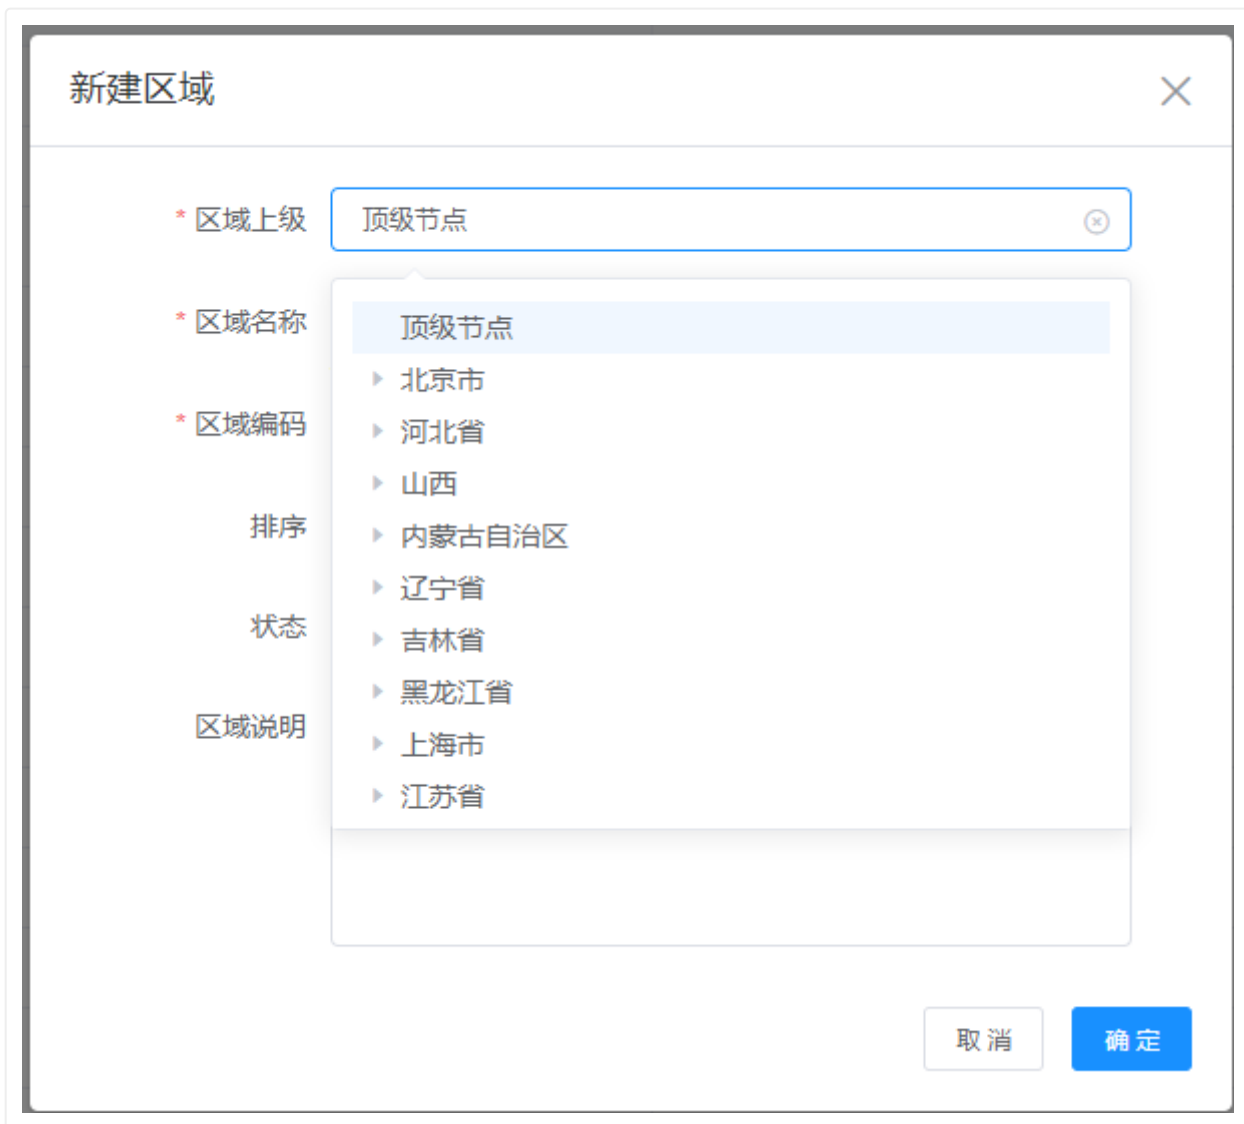 新建区域
* 区域上级 顶级节点
* 区域名称
顶级节点
北京市
* 区域编码
河北省
山西
排序
内蒙古自治区
辽宁省
状态
吉林省
黑龙江省
区域说明
上海市
江苏省
取消 确定